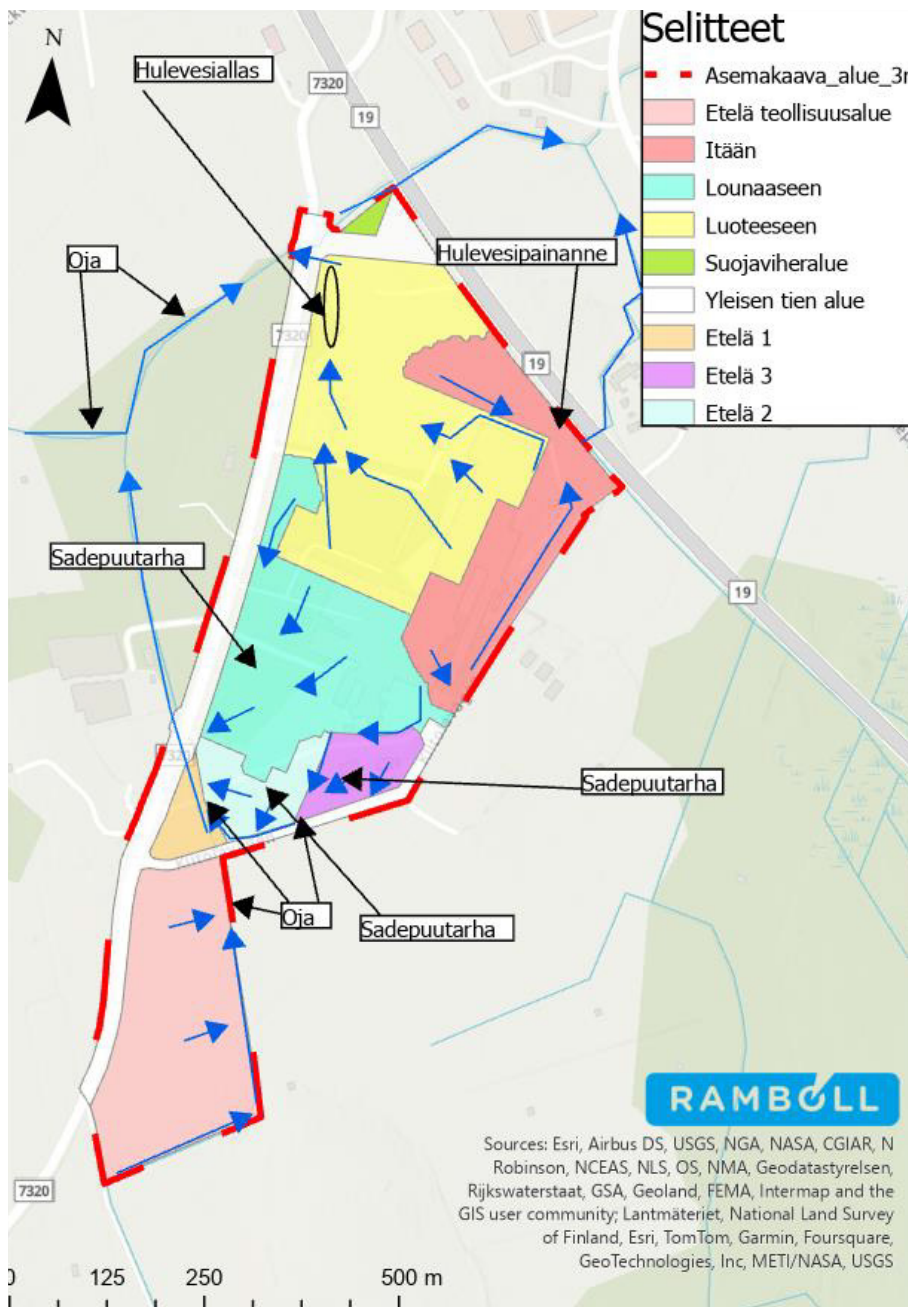 Selitteet
Asemakaava_alue_3r
Etelä teollisuusalue
Itään
Lounaaseen
Luoteeseen
Suojaviheralue
Yleisen tien alue
Etelä 1
Etelä 3
Etelä 2
N
Hulevesiallas
7320
19
Oja
Hulevesipainanne
7320
19
19
Sadepuutarha
7320
Sadepuutarha
Oja
Sadepuutarha
7320
RAMBOLL
Sources: Esri, Airbus DS, USGS, NGA, NASA, CGIAR, N
Robinson, NCEAS, NLS, OS, NMA, Geodatastyrelsen,
Rijkswaterstaat, GSA, Geoland, FEMA, Intermap and the
GIS user community; Lantmäteriet, National Land Survey
of Finland, Esri, TomTom, Garmin, Foursquare,
GeoTechnologies, Inc, METI/NASA, USGS
0 125 250 500 m